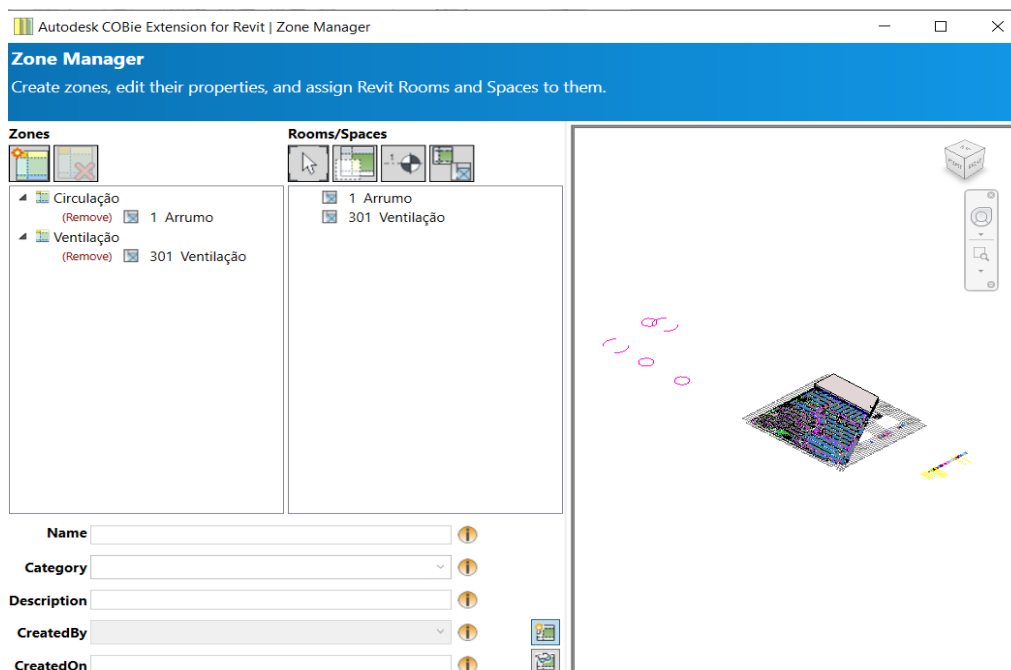 Autodesk COBie Extension for Revit | Zone Manager
Zone Manager
Create zones, edit their properties, and assign Revit Rooms and Spaces to them.
Zones
Rooms/Spaces
Circulação
(Remove) 1 Arrumo
Ventilação
(Remove) 301 Ventilação
1 Arrumo
301 Ventilação
Name
Category
Description
CreatedBy
CreatedOn